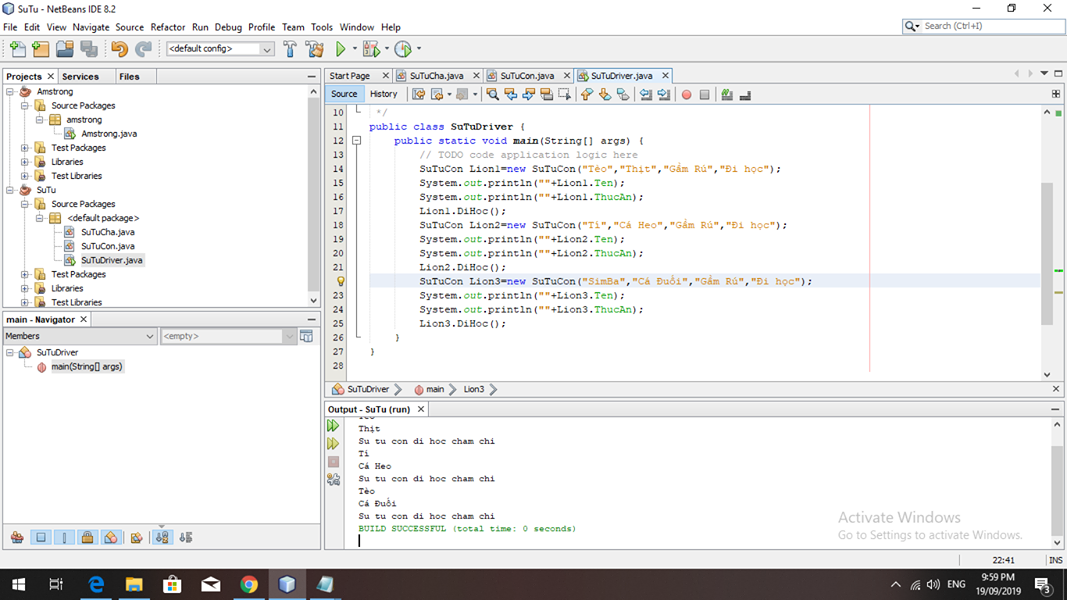 SuTu - NetBeans IDE 8.2
File Edit View Navigate Source Refactor Run Debug Profile Team Tools Window Help
Search (Ctrl+I)
<default config>
Projects Services Files
Amstrong
Source Packages
amstrong
Amstrong.java
Test Packages
Libraries
Test Libraries
SuTu
Source Packages
<default package>
SuTuCha.java
SuTuCon.java
SuTuDriver.java
Test Packages
Libraries
Test Libraries
main - Navigator
Members <empty>
SuTuDriver
main(String[] args)
Start Page SuTuCha.java SuTuCon.java SuTuDriver.java
Source History
10 */
11 public class SuTuDriver {
12 public static void main(String[] args) {
13 // TODO code application logic here
14 SuTuCon Lion1=new SuTuCon("Tèo","Thịt","Gầm Rú","Đi học");
15 System.out.println(""+Lion1.Ten);
16 System.out.println(""+Lion1.ThucAn);
17 Lion1.DiHoc();
18 SuTuCon Lion2=new SuTuCon("Tí","Cá Heo","Gầm Rú","Đi học");
19 System.out.println(""+Lion2.Ten);
20 System.out.println(""+Lion2.ThucAn);
21 Lion2.DiHoc();
SuTuCon Lion3=new SuTuCon("SimBa","Cá Đuối","Gầm Rú","Đi học");
23 System.out.println(""+Lion3.Ten);
24 System.out.println(""+Lion3.ThucAn);
25 Lion3.DiHoc();
26 }
27 }
28
SuTuDriver main Lion3
Output - SuTu (run)
Tèo
Thịt
Su tu con di hoc cham chi
Tí
Cá Heo
Su tu con di hoc cham chi
Tèo
Cá Đuối
Su tu con di hoc cham chi
BUILD SUCCESSFUL (total time: 0 seconds)
Activate Windows
Go to Settings to activate Windows.
22:41 INS
ENG
9:59 PM
19/09/2019
3